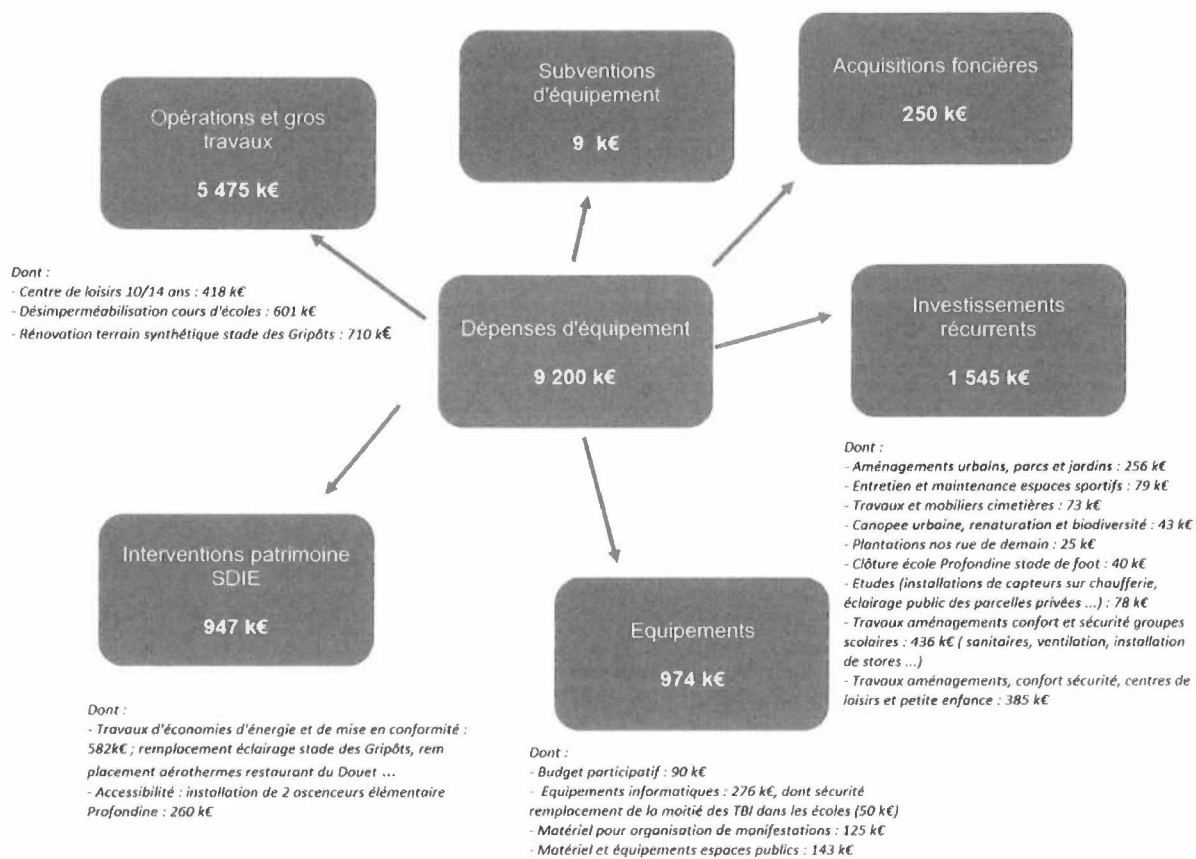 Subventions
d'équipement
9 k€
Acquisitions foncières
250 k€
Opérations et gros
travaux
5 475 k€
Dont :
- Centre de loisirs 10/14 ans : 418 k€
- Désimperméabilisation cours d'écoles : 601 k€
- Rénovation terrain synthétique stade des Gripôts : 710 k€
Dépenses d'équipement
9 200 k€
Investissements
récurrents
1 545 k€
Dont :
- Aménagements urbains, parcs et jardins : 256 k€
- Entretien et maintenance espaces sportifs : 79 k€
- Travaux et mobiliers cimetières : 73 k€
- Canopee urbaine, renaturation et biodiversité : 43 k€
- Plantations nos rue de demain : 25 k€
- Clôture école Profondine stade de foot : 40 k€
- Etudes (installations de capteurs sur chaufferie,
éclairage public des parcelles privées ...) : 78 k€
- Travaux aménagements confort et sécurité groupes
scolaires : 436 k€ ( sanitaires, ventilation, installation
de stores ...)
- Travaux aménagements, confort sécurité, centres de
loisirs et petite enfance : 385 k€
Interventions patrimoine
SDIE
947 k€
Dont :
- Travaux d'économies d'énergie et de mise en conformité :
582k€ ; remplacement éclairage stade des Gripôts, rem
placement aérothermes restaurant du Douet ...
- Accessibilité : installation de 2 oscenceurs élémentaire
Profondine : 260 k€
Equipements
974 k€
Dont :
- Budget participatif : 90 k€
- Equipements informatiques : 276 k€, dont sécurité
remplacement de la moitié des TBI dans les écoles (50 k€)
- Matériel pour organisation de manifestations : 125 k€
- Matériel et équipements espaces publics : 143 k€